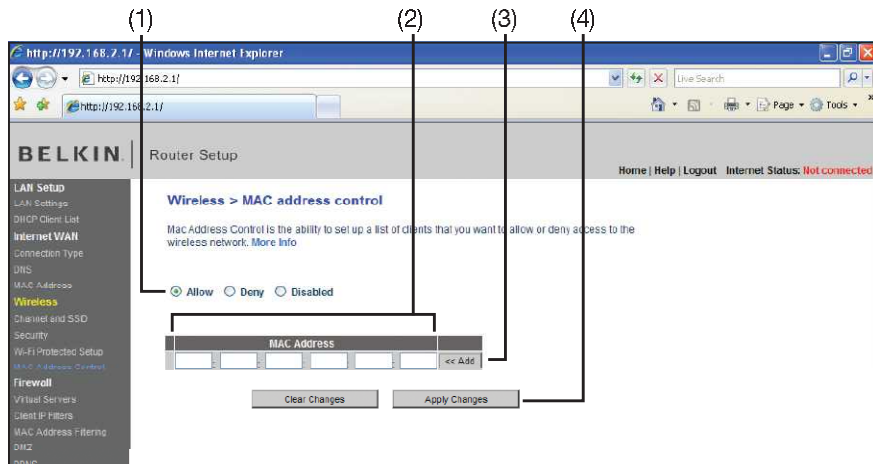 (1) (2) (3) (4)
http://192.168.2.1/ - Windows Internet Explorer
http://192.168.2.1/
Live Search
http://192.168.2.1/
Page Tools
BELKIN. Router Setup
Home | Help | Logout Internet Status: Not connected
LAN Setup
LAN Settings
DHCP Client List
Internet WAN
Connection Type
DNS
MAC Address
Wireless
Channel and SSID
Security
Wi-Fi Protected Setup
MAC Address Control
Firewall
Virtual Servers
Client IP Filters
MAC Address Filtering
DMZ
DDNS
Wireless > MAC address control
Mac Address Control is the ability to set up a list of clients that you want to allow or deny access to the
wireless network. More Info
Allow Deny Disabled
MAC Address
: : : : : << Add
Clear Changes Apply Changes